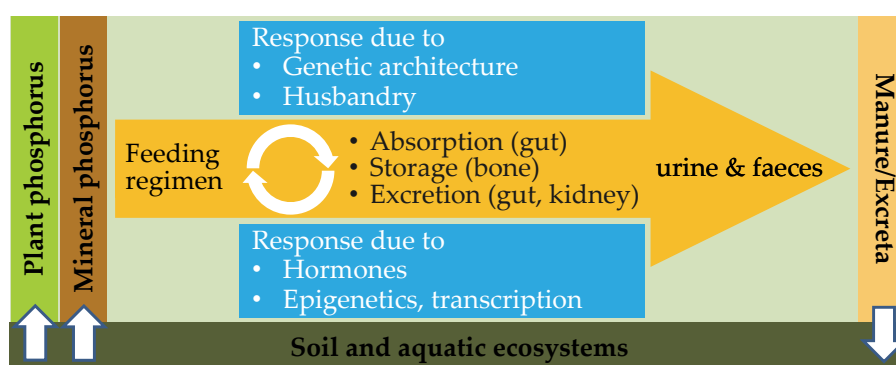 Plant phosphorus
Mineral phosphorus
Response due to
• Genetic architecture
• Husbandry
Feeding
regimen
• Absorption (gut)
• Storage (bone)
• Excretion (gut, kidney)
urine & faeces
Response due to
• Hormones
• Epigenetics, transcription
Manure/Excreta
Soil and aquatic ecosystems